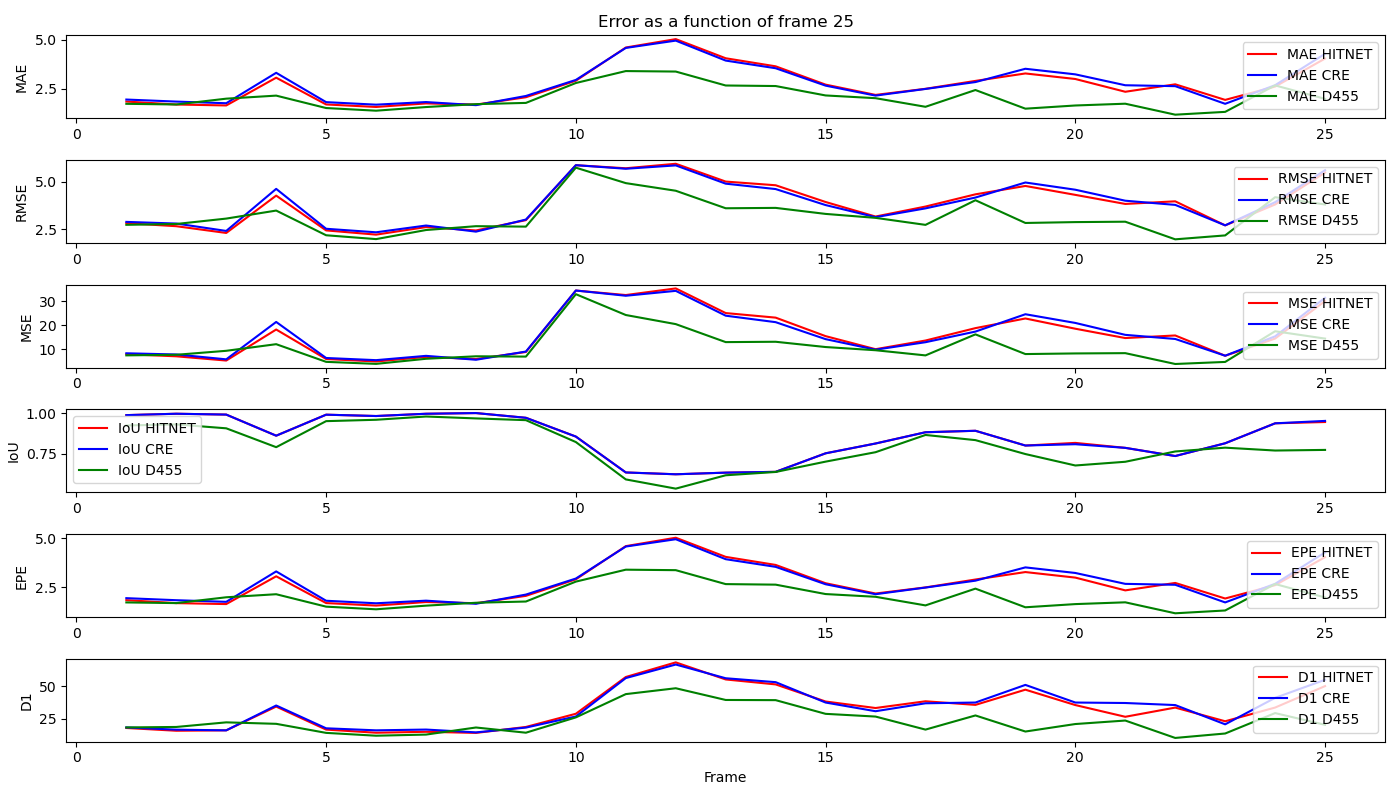 Error as a function of frame 25
MAE
5.0
2.5
MAE HITNET
MAE CRE
MAE D455
0 5 10 15 20 25
RMSE
5.0
2.5
RMSE HITNET
RMSE CRE
RMSE D455
0 5 10 15 20 25
MSE
30
20
10
MSE HITNET
MSE CRE
MSE D455
0 5 10 15 20 25
IoU
1.00
0.75
IoU HITNET
IoU CRE
IoU D455
0 5 10 15 20 25
EPE
5.0
2.5
EPE HITNET
EPE CRE
EPE D455
0 5 10 15 20 25
D1
50
25
D1 HITNET
D1 CRE
D1 D455
0 5 10 15 20 25
Frame